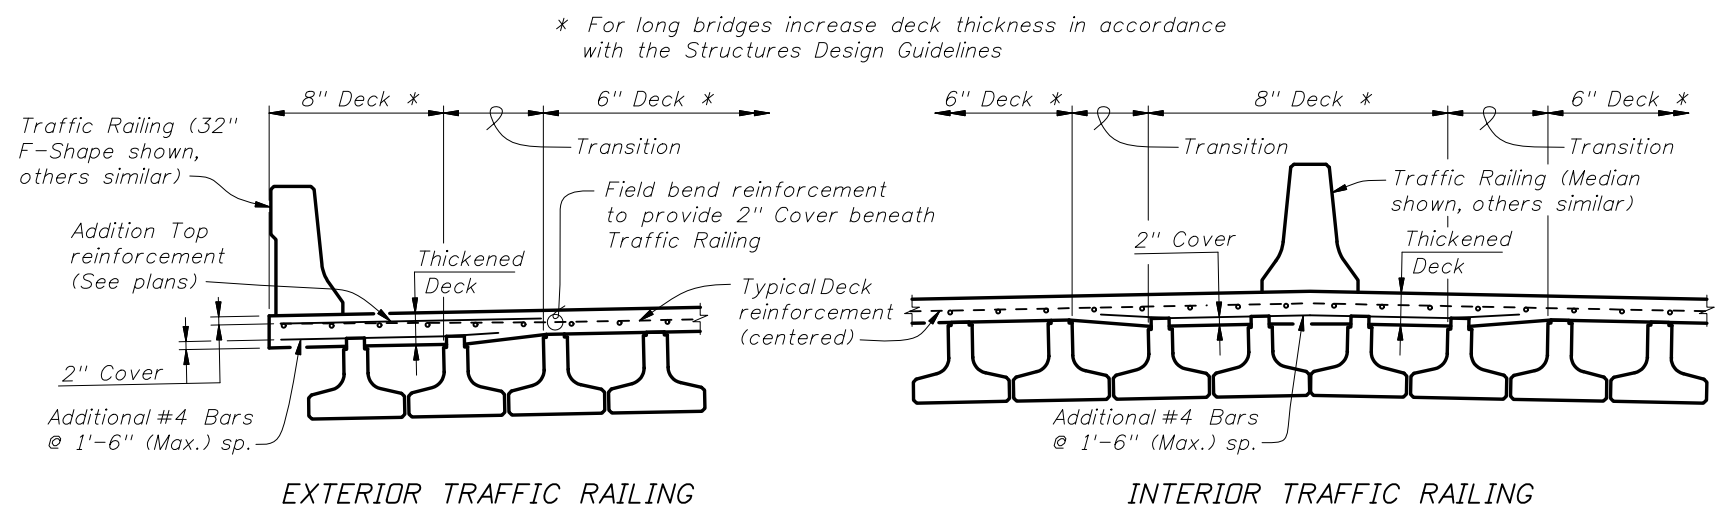 * For long bridges increase deck thickness in accordance
with the Structures Design Guidelines
8" Deck *
6" Deck *
Traffic Railing (32"
F-Shape shown,
others similar)
Transition
Field bend reinforcement
to provide 2" Cover beneath
Traffic Railing
Addition Top
reinforcement
(See plans)
Thickened
Deck
Typical Deck
reinforcement
(centered)
2" Cover
Additional #4 Bars
@ 1'-6" (Max.) sp.
EXTERIOR TRAFFIC RAILING
6" Deck *
8" Deck *
6" Deck *
Transition
Transition
Traffic Railing (Median
shown, others similar)
2" Cover
Thickened
Deck
Additional #4 Bars
@ 1'-6" (Max.) sp.
INTERIOR TRAFFIC RAILING